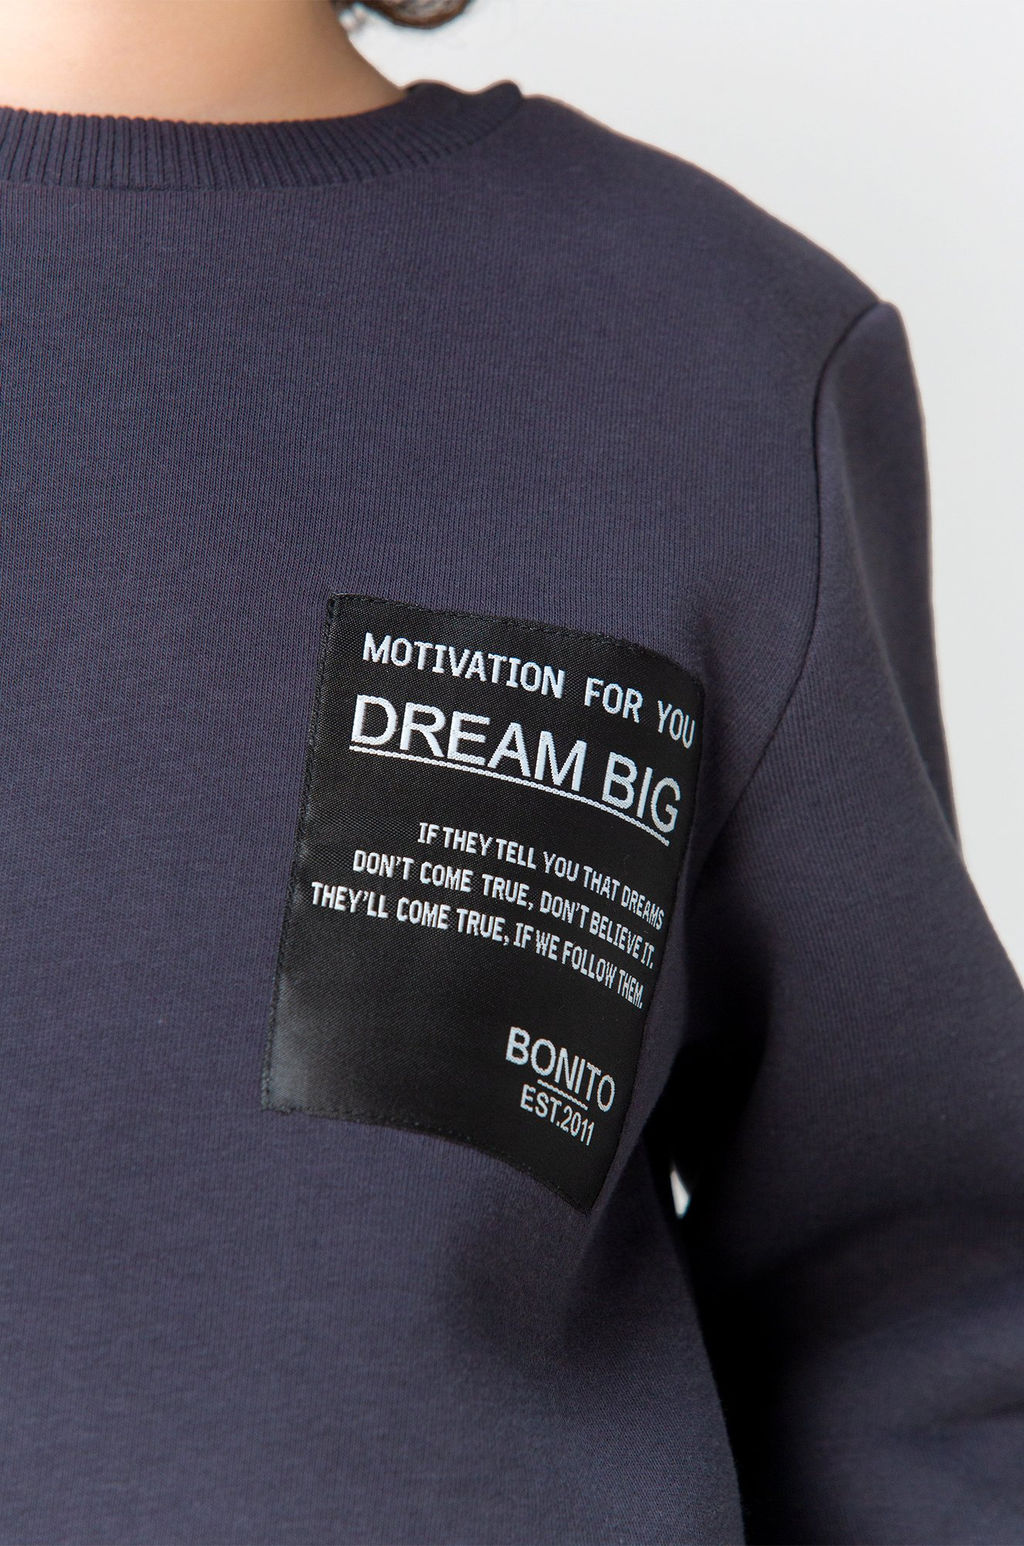 MOTIVATION FOR YOU
DREAM BIG
IF THEY TELL YOU THAT DREAMS
DON'T COME TRUE, DON'T BELIEVE IT.
THEY'LL COME TRUE, IF WE FOLLOW THEM.
BONITO
EST.2011